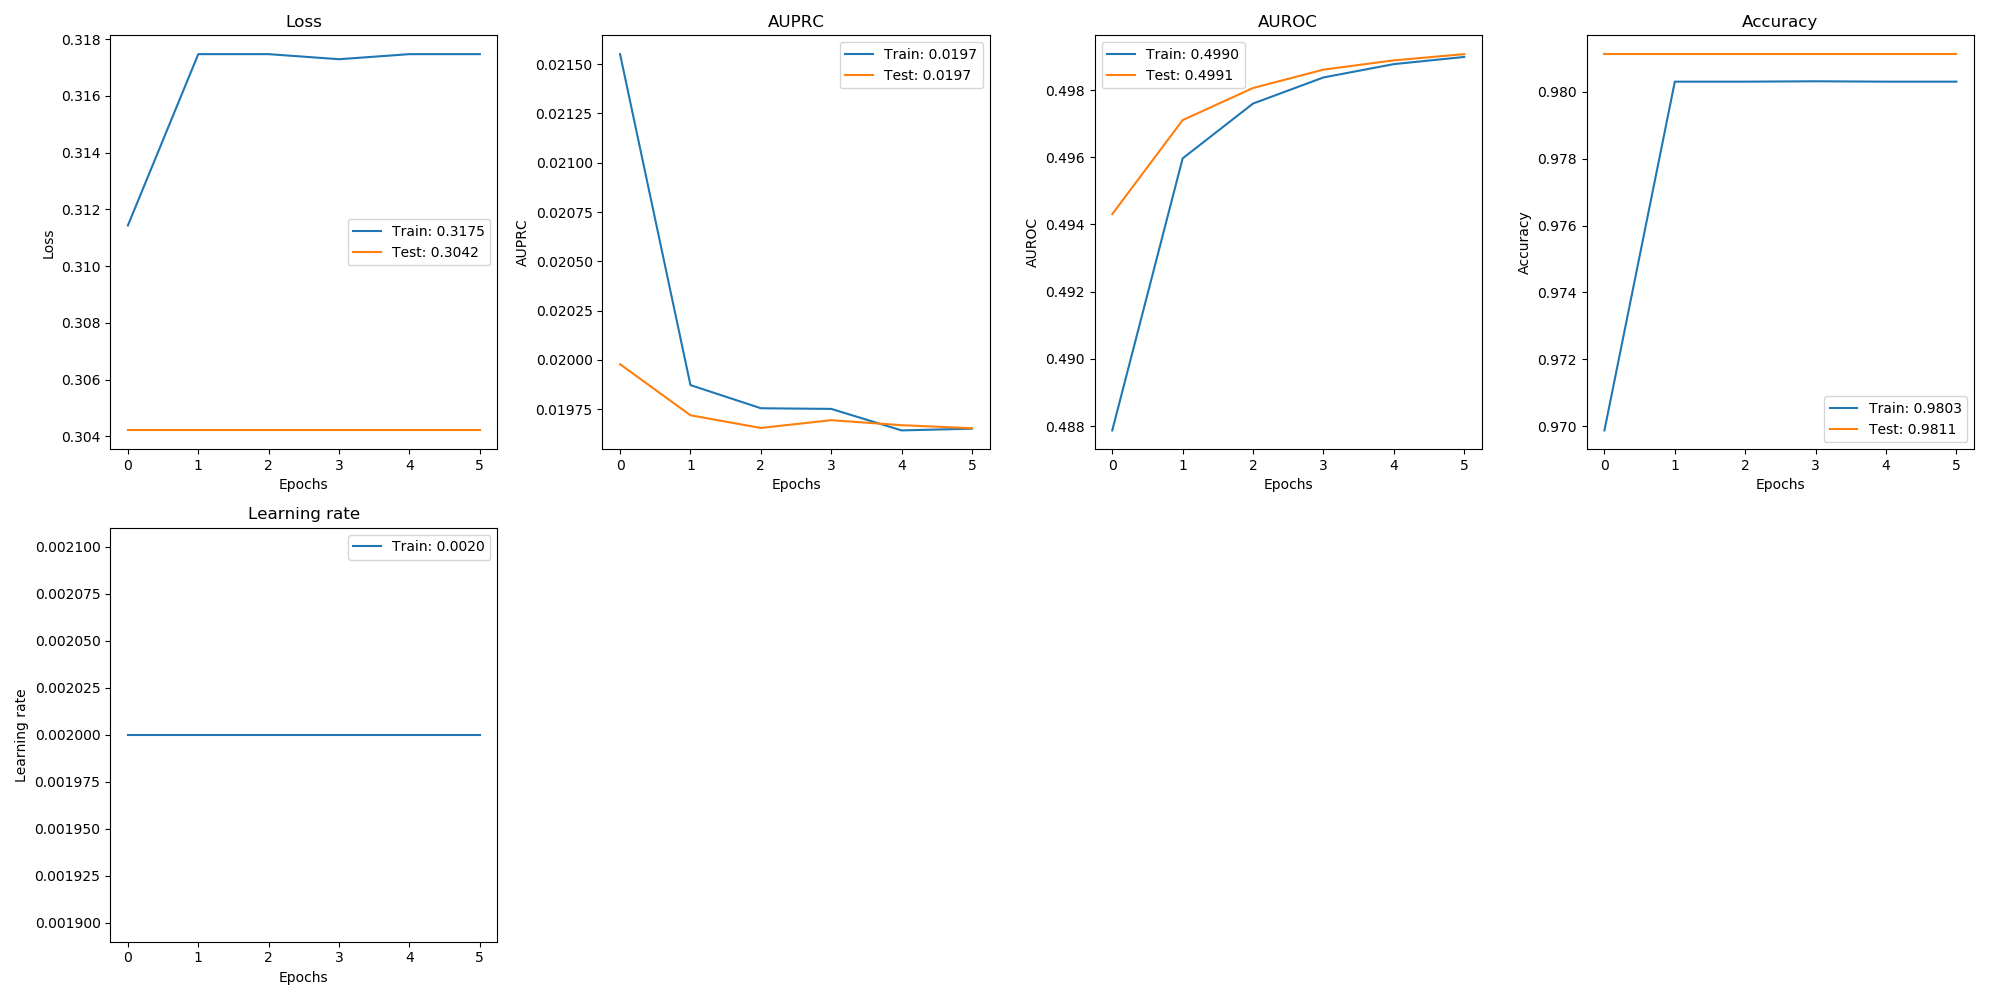 Loss
0.318
0.316
0.314
0.312
0.310
0.308
0.306
0.304
Loss
Train: 0.3175
Test: 0.3042
0 1 2 3 4 5
Epochs
AUPRC
0.02150
0.02125
0.02100
0.02075
0.02050
0.02025
0.02000
0.01975
AUPRC
Train: 0.0197
Test: 0.0197
0 1 2 3 4 5
Epochs
AUROC
0.498
0.496
0.494
0.492
0.490
0.488
AUROC
Train: 0.4990
Test: 0.4991
0 1 2 3 4 5
Epochs
Accuracy
0.980
0.978
0.976
0.974
0.972
0.970
Accuracy
Train: 0.9803
Test: 0.9811
0 1 2 3 4 5
Epochs
Learning rate
0.002100
0.002075
0.002050
0.002025
0.002000
0.001975
0.001950
0.001925
0.001900
Learning rate
Train: 0.0020
0 1 2 3 4 5
Epochs